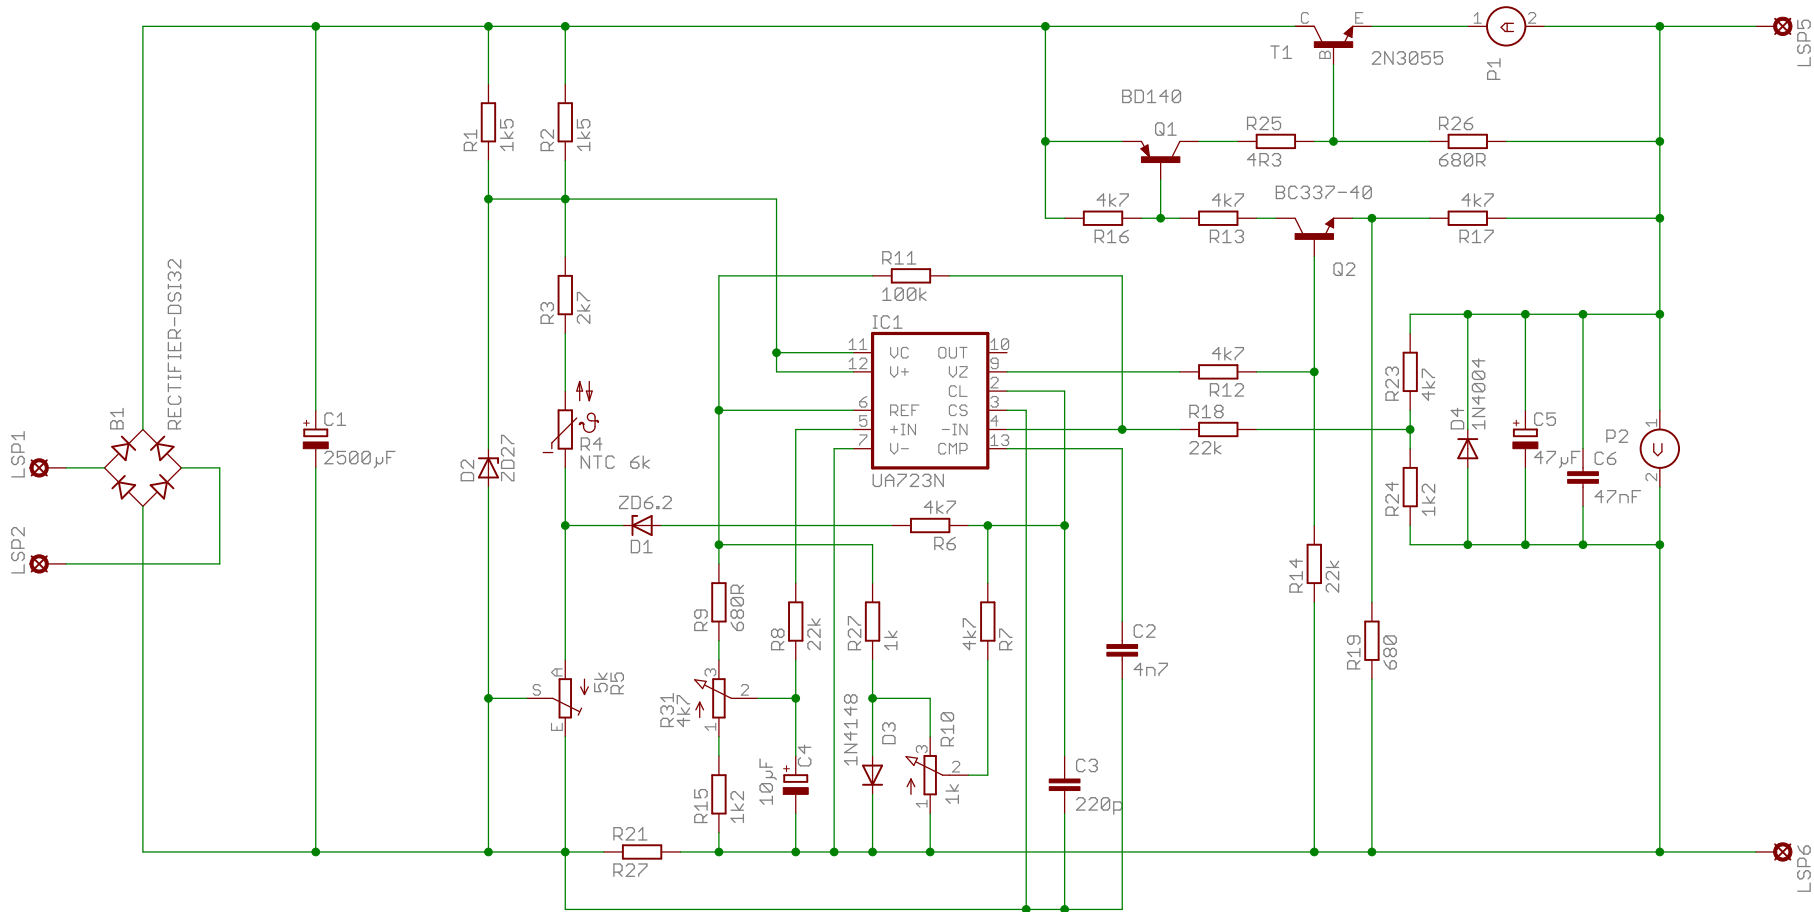 C
E
1
A
2
LSP5
T1
B
2N3055
P1
BD140
Q1
R25
4R3
R26
680R
R1
1k5
R2
1k5
BC337-40
4k7
R16
4k7
R13
4k7
R17
Q2
R11
100k
RECTIFIER-DSI32
B1
R3
2k7
IC1
11
VC
OUT
10
12
V+
VZ
9
CL
2
6
REF
CS
3
5
+IN
-IN
4
7
V-
CMP
13
UA723N
4k7
R12
R18
22k
R23
4k7
D4
1N4004
+
C5
47µF
C6
47nF
P2
1
V
2
LSP1
LSP2
+
C1
2500µF
D2
ZD27
ϑ
R4
NTC 6k
ZD6.2
D1
4k7
R6
R24
1k2
R14
22k
R9
680R
R8
22k
R27
1k
4k7
R7
C2
4n7
R19
680
A
S
E
5k
R5
3
2
1
R31
4k7
1N4148
D3
R10
3
2
1
1k
R15
1k2
10µF
+
C4
C3
220p
R21
R27
LSP6